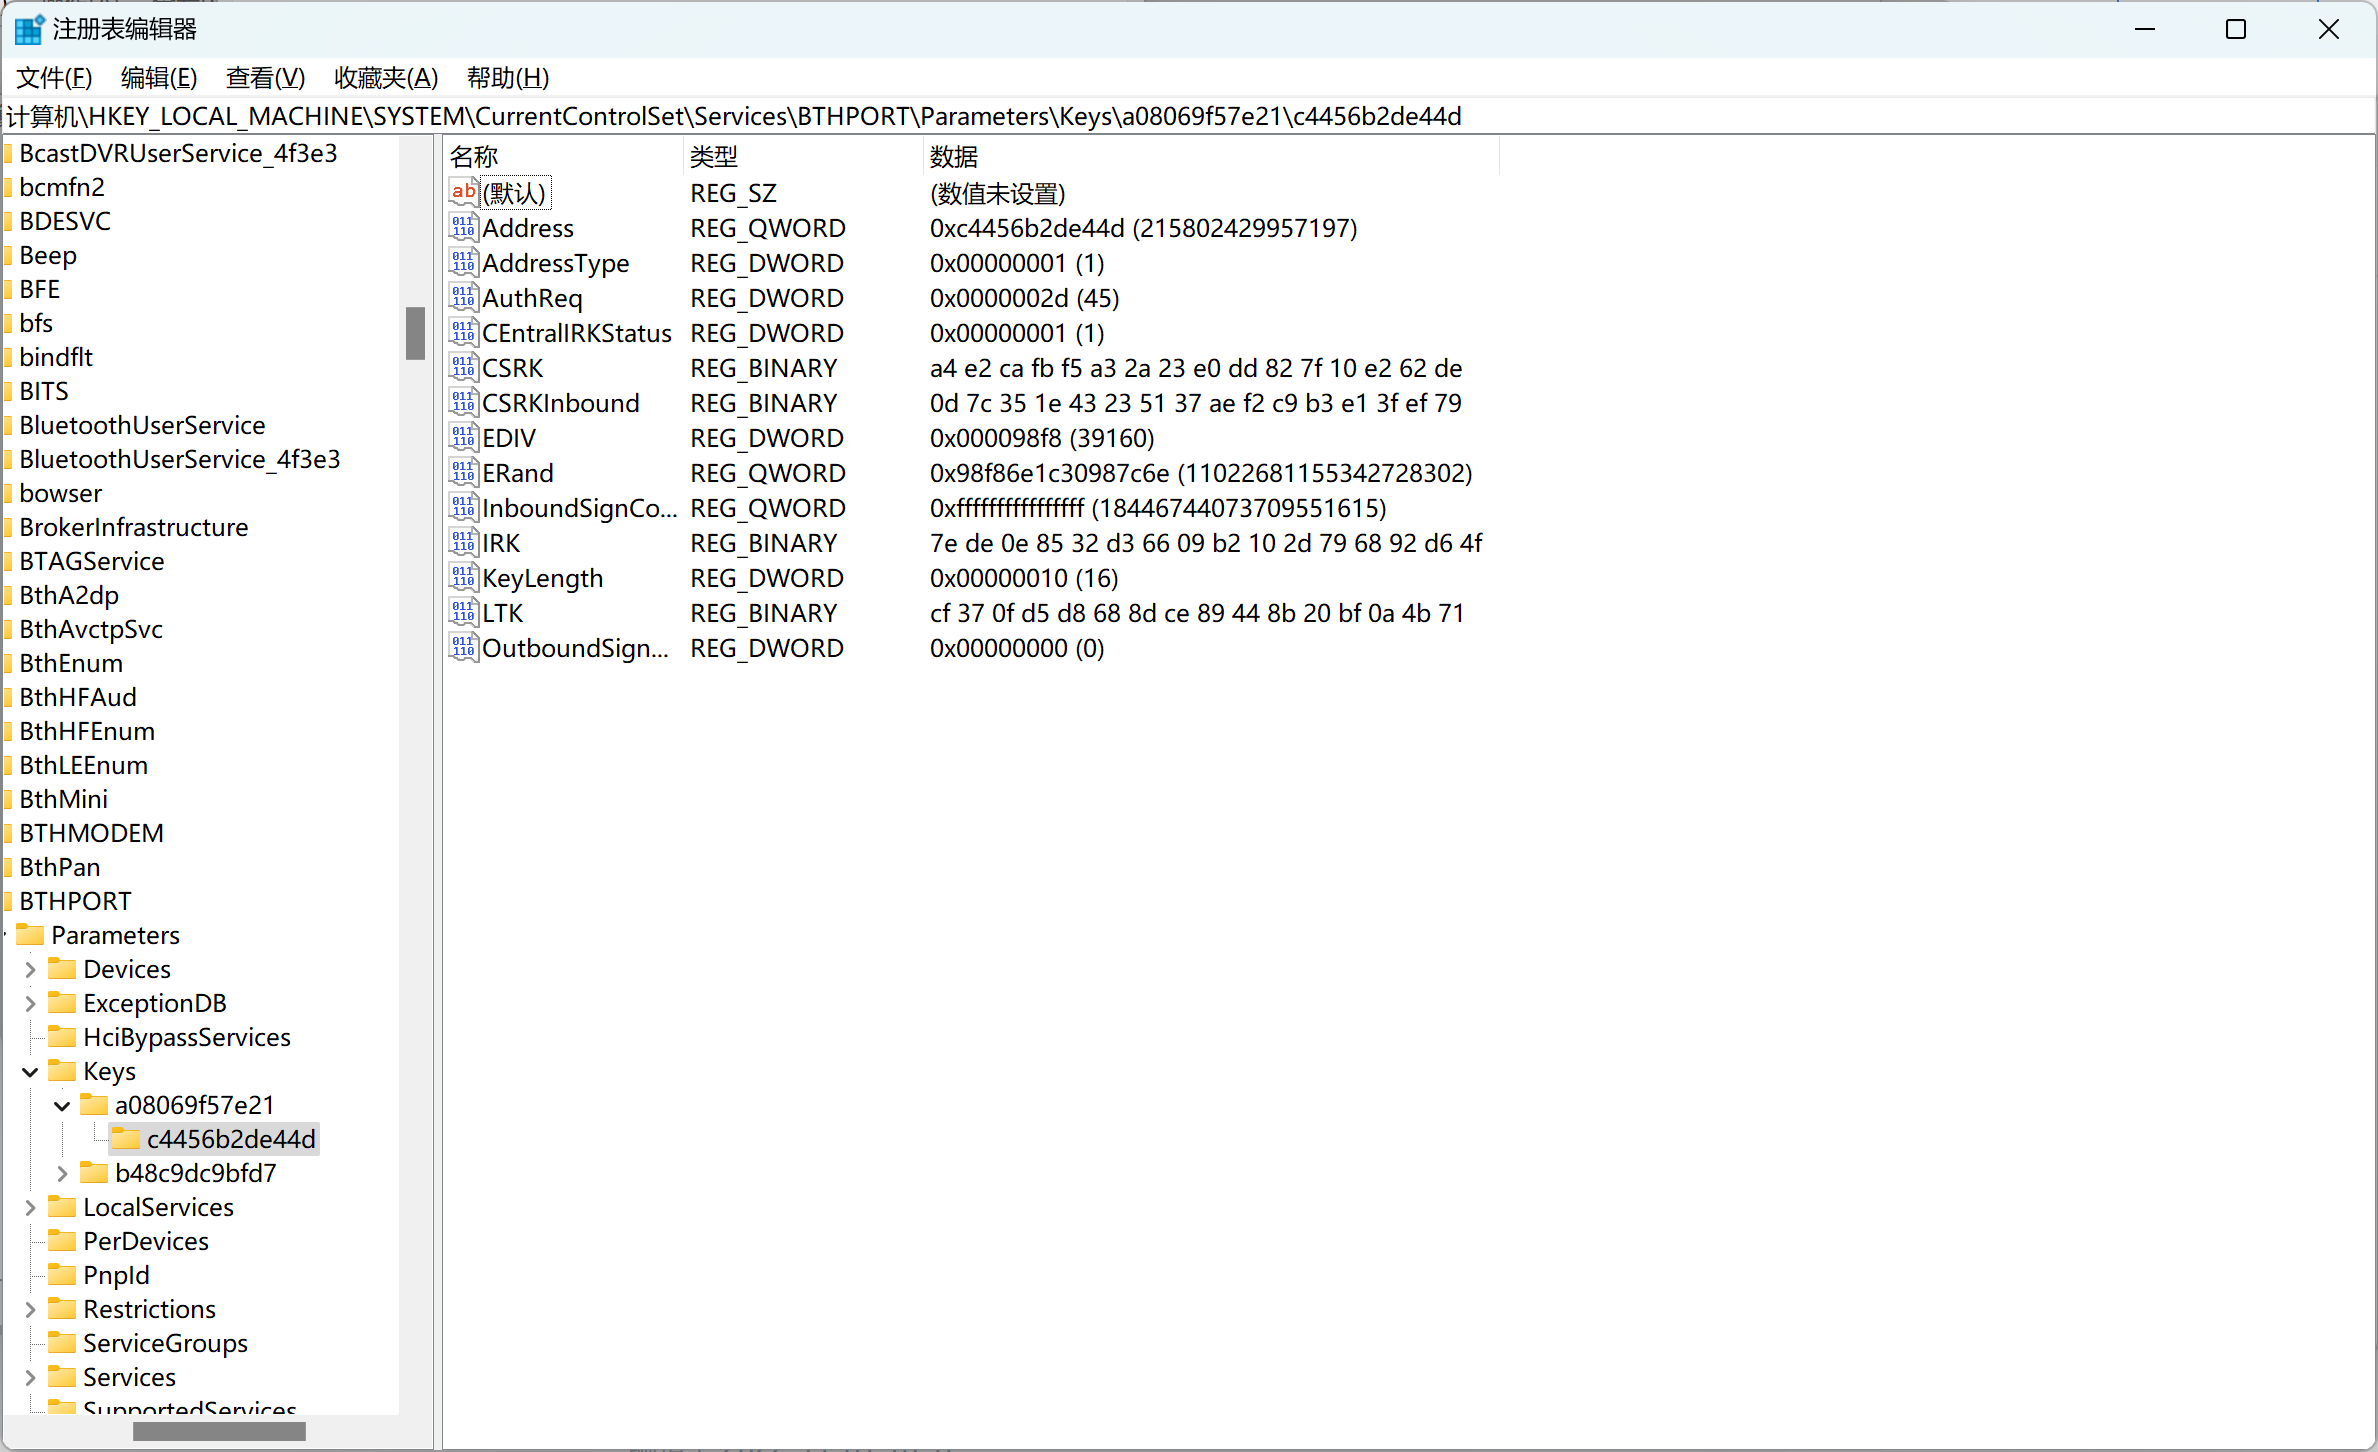 注册表编辑器
文件(F) 编辑(E) 查看(V) 收藏夹(A) 帮助(H)
计算机\HKEY_LOCAL_MACHINE\SYSTEM\CurrentControlSet\Services\BTHPORT\Parameters\Keys\a08069f57e21\c4456b2de44d
BcastDVRUserService_4f3e3
bcmfn2
BDESVC
Beep
BFE
bfs
bindflt
BITS
BluetoothUserService
BluetoothUserService_4f3e3
bowser
BrokerInfrastructure
BTAGService
BthA2dp
BthAvctpSvc
BthEnum
BthHFAud
BthHFEnum
BthLEEnum
BthMini
BTHMODEM
BthPan
BTHPORT
Parameters
Devices
ExceptionDB
HciBypassServices
Keys
a08069f57e21
c4456b2de44d
b48c9dc9bfd7
LocalServices
PerDevices
PnpId
Restrictions
ServiceGroups
Services
SupportedServices
名称 类型 数据
(默认) REG_SZ (数值未设置)
Address REG_QWORD 0xc4456b2de44d (215802429957197)
AddressType REG_DWORD 0x00000001 (1)
AuthReq REG_DWORD 0x0000002d (45)
CEntralIRKStatus REG_DWORD 0x00000001 (1)
CSRK REG_BINARY a4 e2 ca fb f5 a3 2a 23 e0 dd 82 7f 10 e2 62 de
CSRKInbound REG_BINARY 0d 7c 35 1e 43 23 51 37 ae f2 c9 b3 e1 3f ef 79
EDIV REG_DWORD 0x000098f8 (39160)
ERand REG_QWORD 0x98f86e1c30987c6e (11022681155342728302)
InboundSignCo... REG_QWORD 0xffffffffffffffff (18446744073709551615)
IRK REG_BINARY 7e de 0e 85 32 d3 66 09 b2 10 2d 79 68 92 d6 4f
KeyLength REG_DWORD 0x00000010 (16)
LTK REG_BINARY cf 37 0f d5 d8 68 8d ce 89 44 8b 20 bf 0a 4b 71
OutboundSign... REG_DWORD 0x00000000 (0)